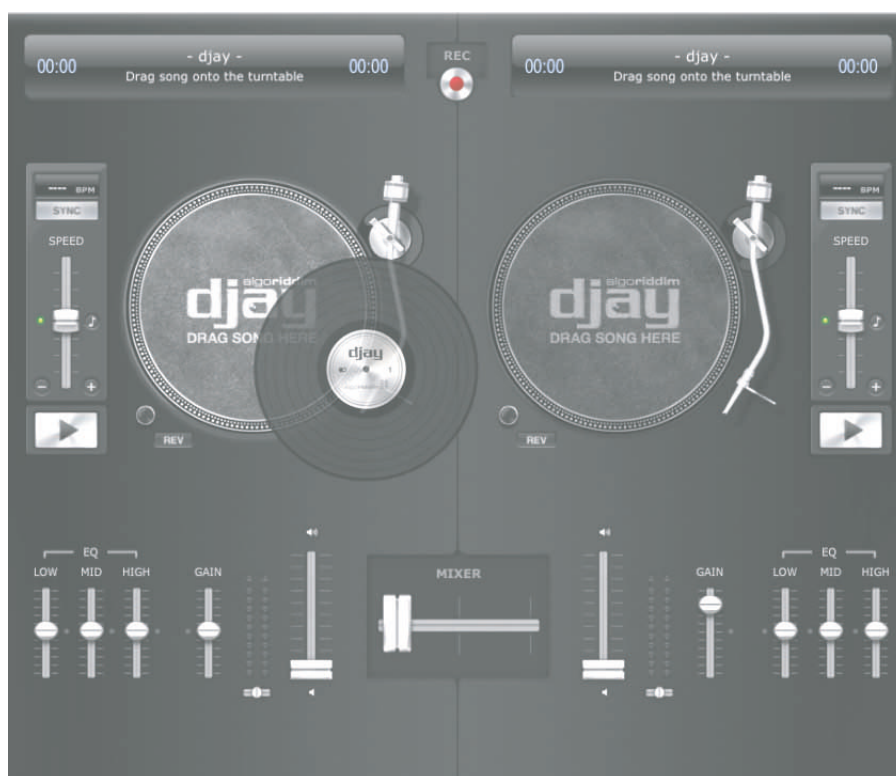 - djay -
00:00 00:00
Drag song onto the turntable
REC
- djay -
00:00 00:00
Drag song onto the turntable
---- BPM
SYNC
SPEED
algoriddim
djay
DRAG SONG HERE
djay
REV
algoriddim
djay
DRAG SONG HERE
REV
---- BPM
SYNC
SPEED
EQ
LOW MID HIGH GAIN
MIXER
GAIN
EQ
LOW MID HIGH